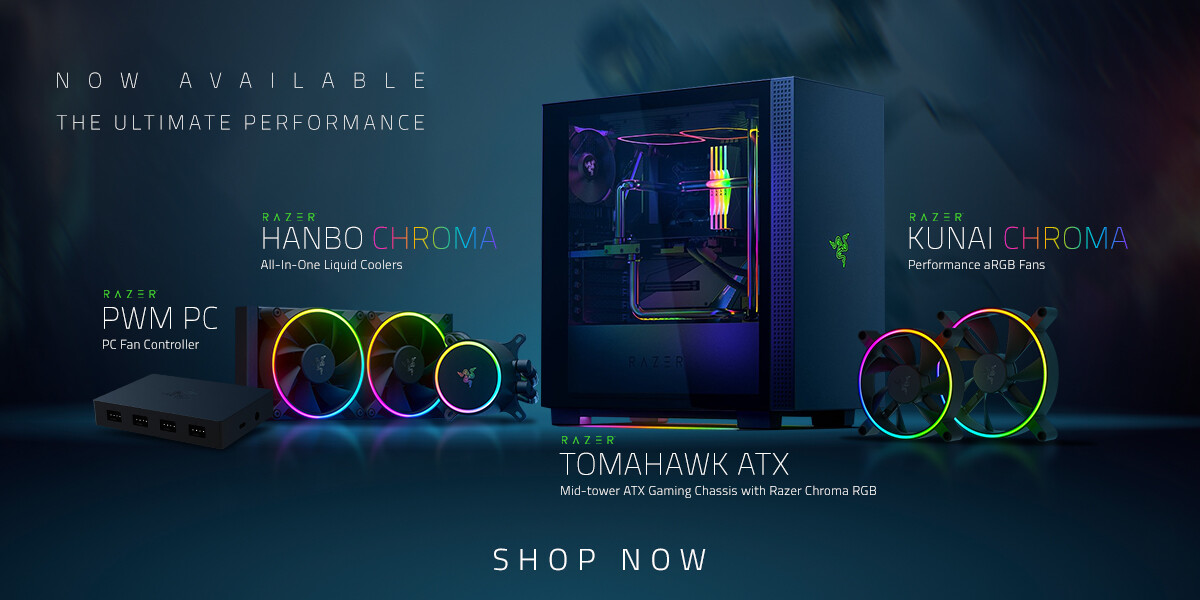 NOW AVAILABLE
THE ULTIMATE PERFORMANCE
RAZER
HANBO CHROMA
All-In-One Liquid Coolers
RAZER
KUNAI CHROMA
Performance aRGB Fans
RAZER
PWM PC
PC Fan Controller
RAZER
RAZER
TOMAHAWK ATX
Mid-tower ATX Gaming Chassis with Razer Chroma RGB
SHOP NOW